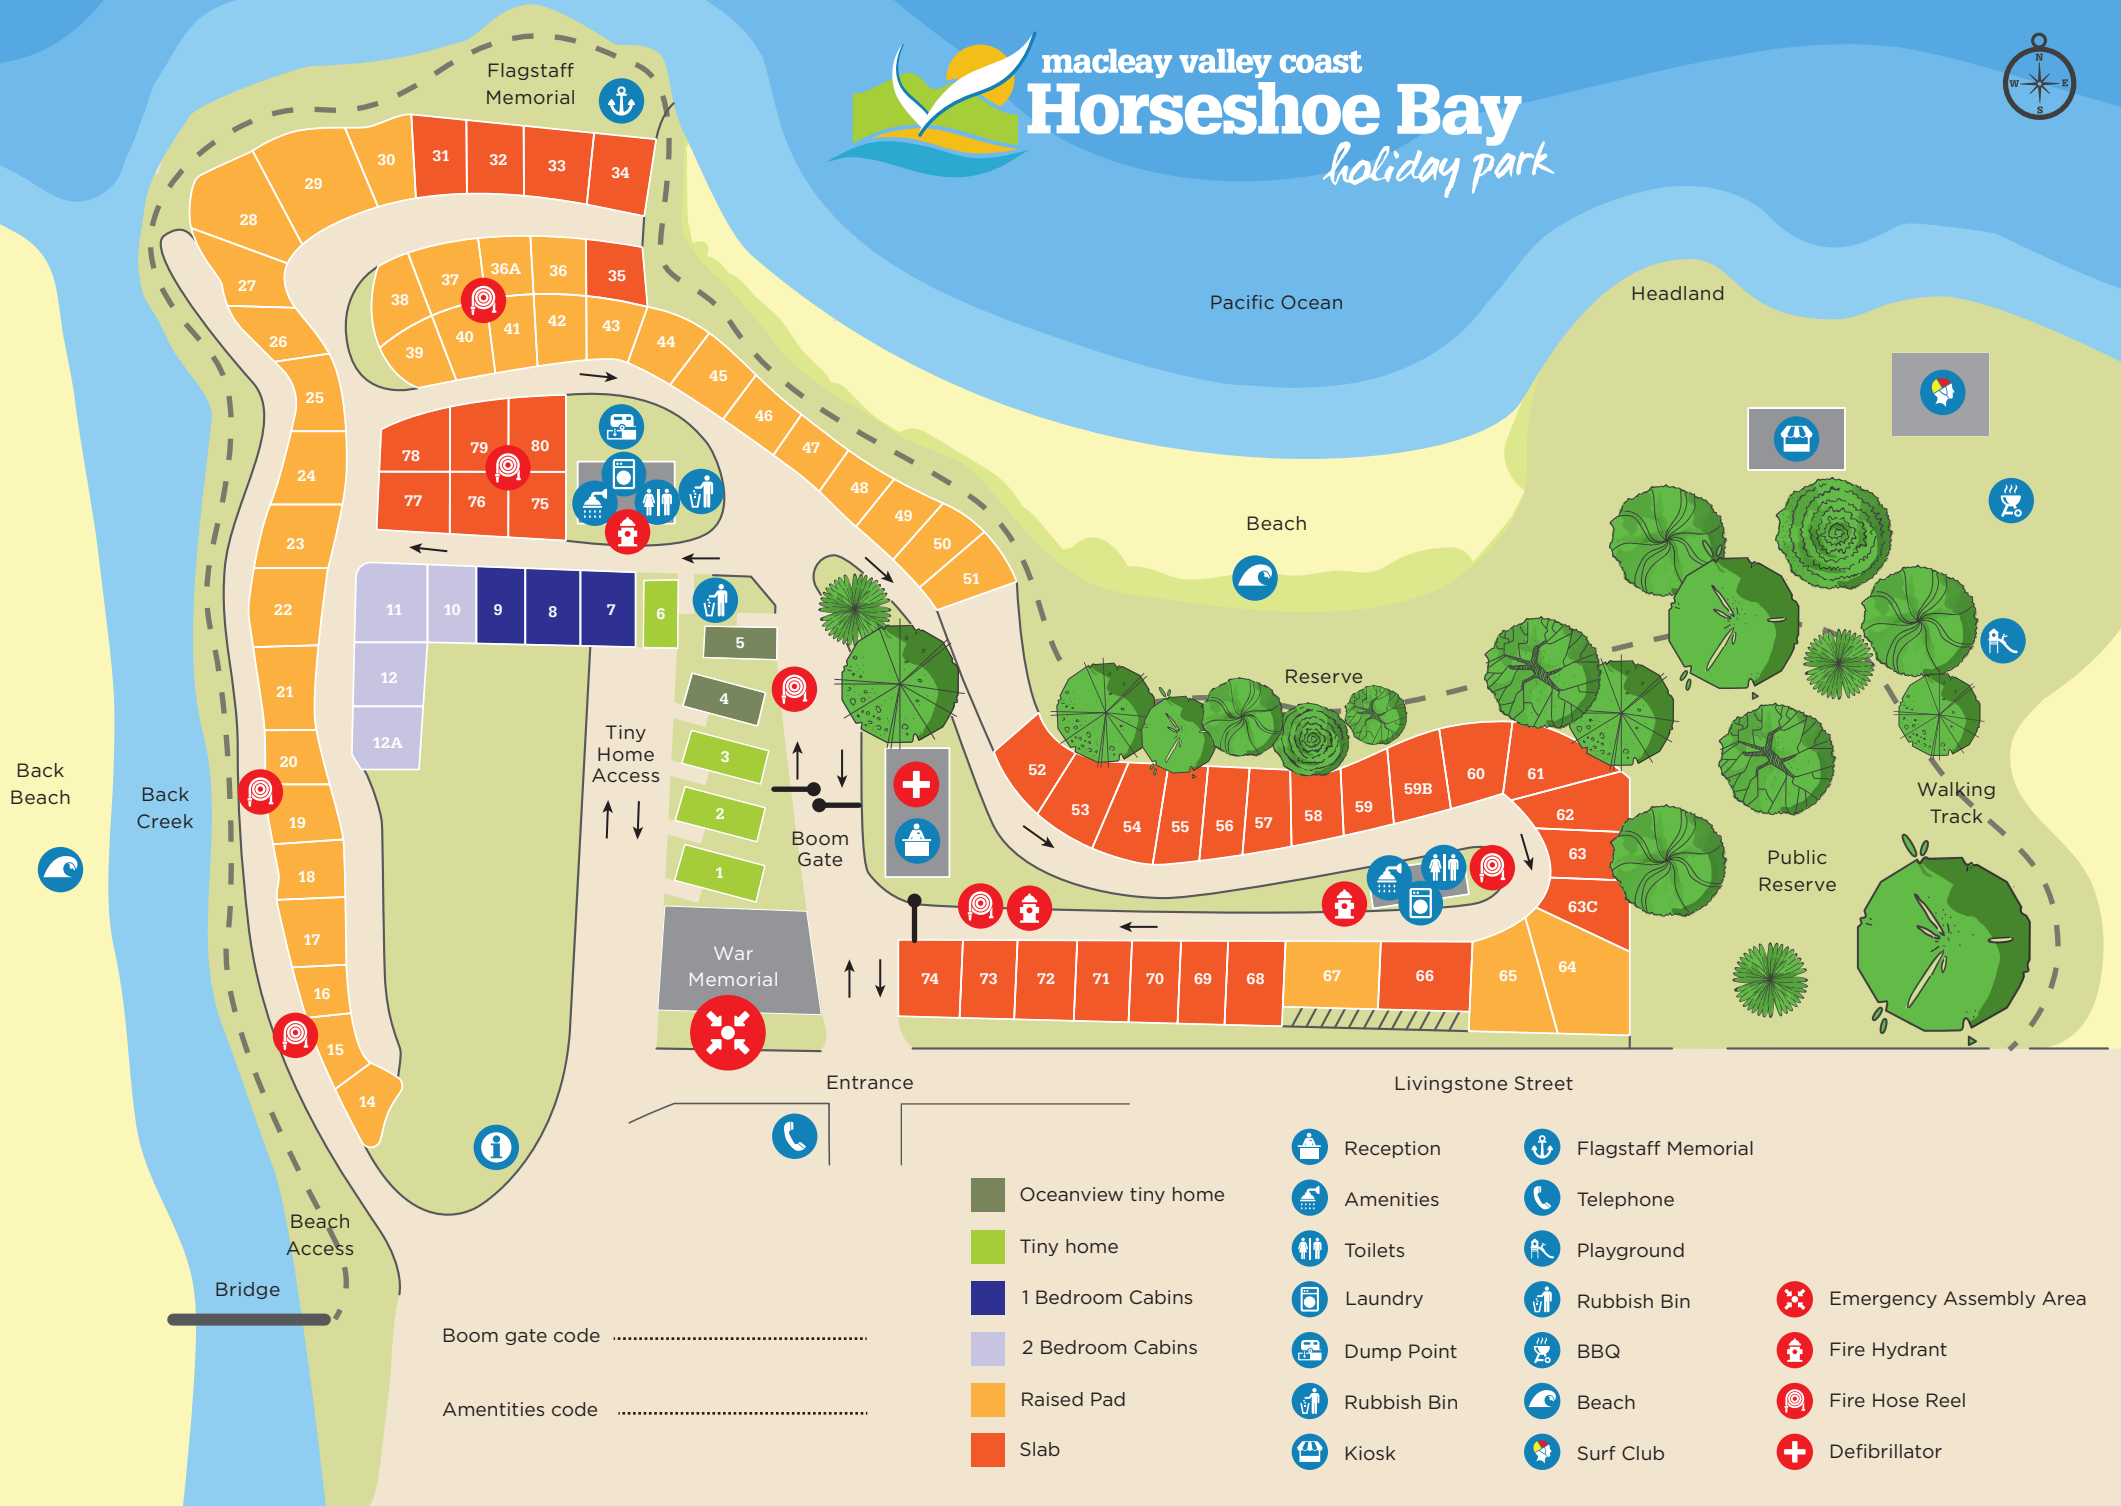 macleay valley coast
Horseshoe Bay
holiday park
N
W E
S
Flagstaff
Memorial
30
31
32
33
34
29
28
27
26
25
24
23
22
21
20
19
18
17
16
15
14
38
37
36A
36
35
39
40
41
42
43
44
45
46
47
48
49
50
51
78
79
80
77
76
75
11
10
9
8
7
6
5
12
12A
4
3
2
1
Pacific Ocean
Headland
Beach
Reserve
Back
Beach
Back
Creek
Tiny
Home
Access
Boom
Gate
War
Memorial
52
53
54
55
56
57
58
59
59B
60
61
62
63
63C
64
65
66
67
68
69
70
71
72
73
74
Walking
Track
Public
Reserve
Entrance
Livingstone Street
Beach
Access
Bridge
Boom gate code
Amentities code
Oceanview tiny home
Tiny home
1 Bedroom Cabins
2 Bedroom Cabins
Raised Pad
Slab
Reception
Amenities
Toilets
Laundry
Dump Point
Rubbish Bin
Kiosk
Flagstaff Memorial
Telephone
Playground
Rubbish Bin
BBQ
Beach
Surf Club
Emergency Assembly Area
Fire Hydrant
Fire Hose Reel
Defibrillator